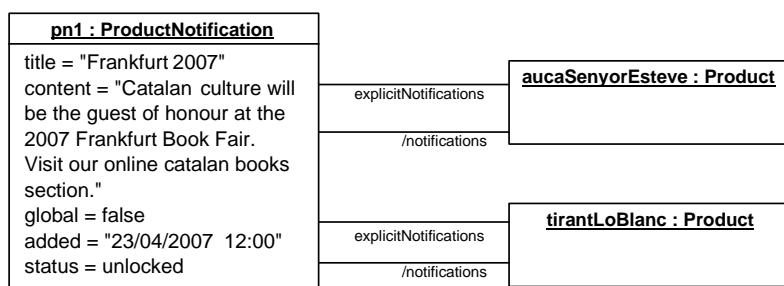 pn1 : ProductNotification
title = "Frankfurt 2007"
content = "Catalan culture will
be the guest of honour at the
2007 Frankfurt Book Fair.
Visit our online catalan books
section."
global = false
added = "23/04/2007 12:00"
status = unlocked
explicitNotifications
/notifications
aucaSenyorEsteve : Product
explicitNotifications
/notifications
tirantLoBlanc : Product